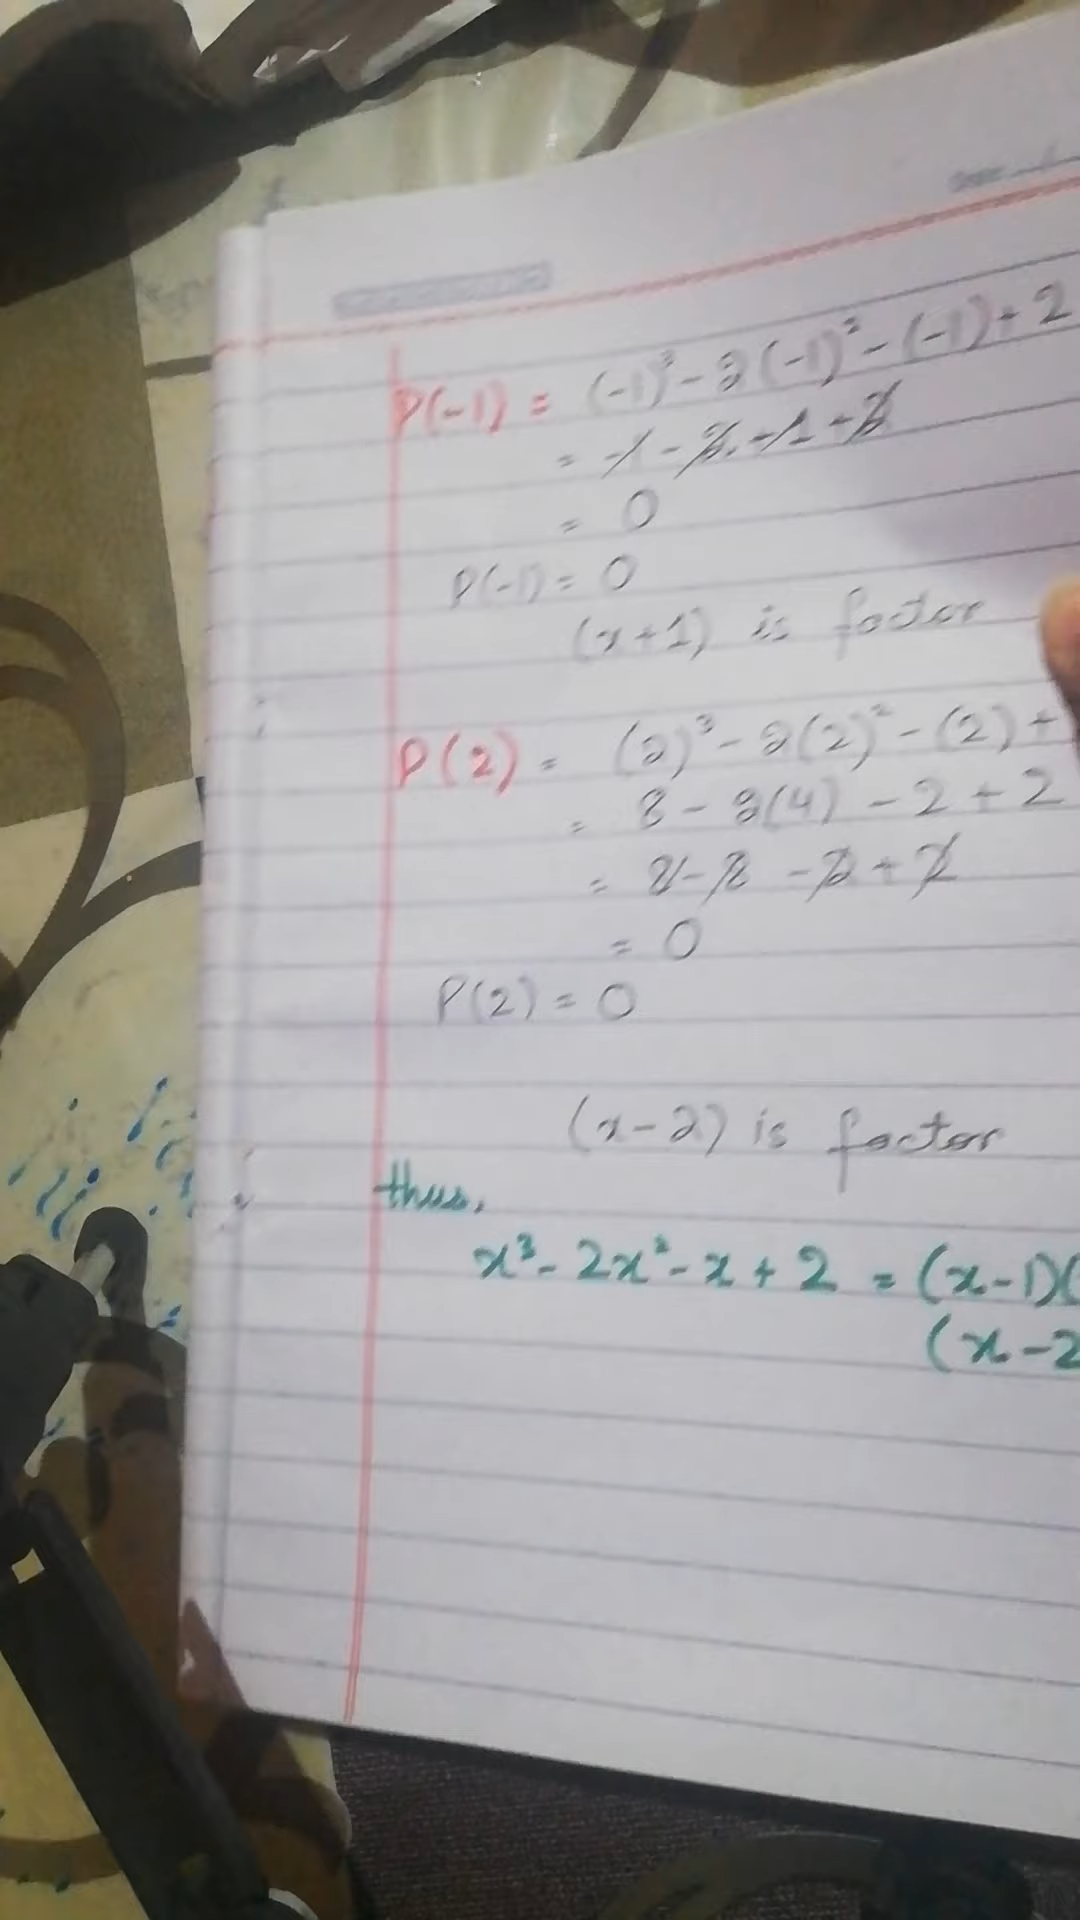 P(-1) = (-1)³ - 2(-1)² - (-1) + 2
= -1 - 2 + 1 + 2
= 0
P(-1) = 0
(x+1) is factor
P(2) = (2)³ - 2(2)² - (2) +
= 8 - 2(4) - 2 + 2
= 8 - 8 - 2 + 2
= 0
P(2) = 0
(x-2) is factor
thus,
x³ - 2x² - x + 2 = (x-1)(
(x-2